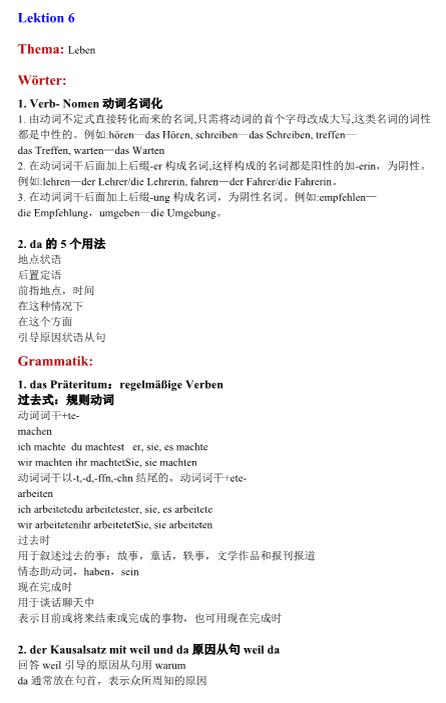 Lektion 6
Thema: Leben
Wörter:
1. Verb- Nomen 动词名词化
1. 由动词不定式直接转化而来的名词,只需将动词的首个字母改成大写,这类名词的词性
都是中性的。例如:hören—das Hören, schreiben—das Schreiben, treffen—
das Treffen, warten—das Warten
2. 在动词词干后面加上后缀-er 构成名词,这样构成的名词都是阳性的加-erin，为阴性。
例如:lehren—der Lehrer/die Lehrerin, fahren—der Fahrer/die Fahrerin。
3. 在动词词干后面加上后缀-ung 构成名词，为阴性名词。例如:empfehlen—
die Empfehlung，umgeben—die Umgebung。
2. da 的 5 个用法
地点状语
后置定语
前指地点，时间
在这种情况下
在这个方面
引导原因状语从句
Grammatik:
1. das Präteritum：regelmäßige Verben
过去式：规则动词
动词词干+te-
machen
ich machte du machtest er, sie, es machte
wir machten ihr machtetSie, sie machten
动词词干以-t,-d,-ffn,-chn 结尾的，动词词干+ete-
arbeiten
ich arbeitetedu arbeitetester, sie, es arbeitete
wir arbeitetenihr arbeitetetSie, sie arbeiteten
过去时
用于叙述过去的事：故事，童话，轶事，文学作品和报刊报道
情态助动词，haben，sein
现在完成时
用于谈话聊天中
表示目前或将来结束或完成的事物，也可用现在完成时
2. der Kausalsatz mit weil und da 原因从句 weil da
回答 weil 引导的原因从句用 warum
da 通常放在句首，表示众所周知的原因